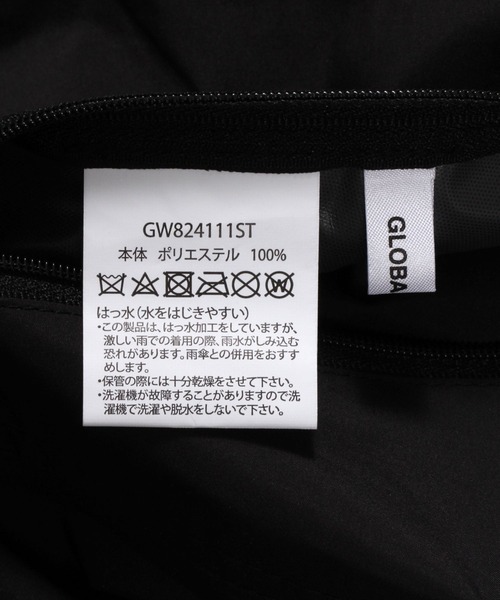 GW824111ST
本体 ポリエステル 100%
はっ水(水をはじきやすい)
・この製品は、はっ水加工をしていますが、
激しい雨での着用の際、雨水がしみ込む
恐れがあります。雨傘との併用をおすす
めします。
・保管の際には十分乾燥をさせて下さい。
・洗濯機が故障することがありますので洗
濯機で洗濯や脱水をしないで下さい。
GLOBA